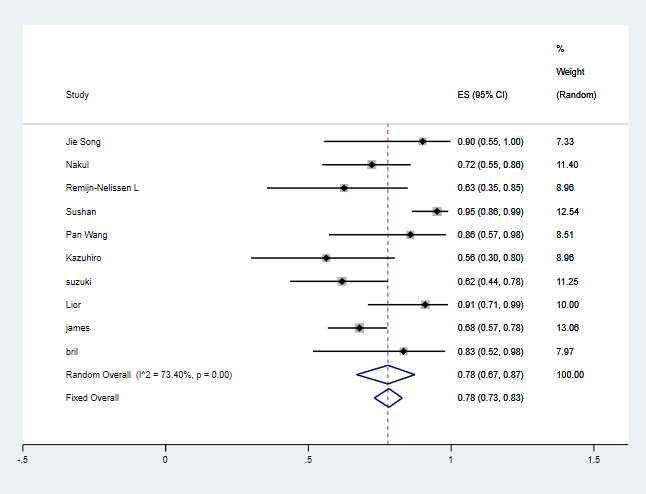 %
Weight
Study ES (95% CI) (Random)
Jie Song 0.90 (0.55, 1.00) 7.33
Nakul 0.72 (0.55, 0.86) 11.40
Remijn-Nelissen L 0.63 (0.35, 0.85) 8.96
Sushan 0.95 (0.86, 0.99) 12.54
Pan Wang 0.86 (0.57, 0.98) 8.51
Kazuhiro 0.56 (0.30, 0.80) 8.96
suzuki 0.62 (0.44, 0.78) 11.25
Lior 0.91 (0.71, 0.99) 10.00
james 0.68 (0.57, 0.78) 13.06
bril 0.83 (0.52, 0.98) 7.97
Random Overall (I^2 = 73.40%, p = 0.00) 0.78 (0.67, 0.87) 100.00
Fixed Overall 0.78 (0.73, 0.83)
-.5 0 .5 1 1.5